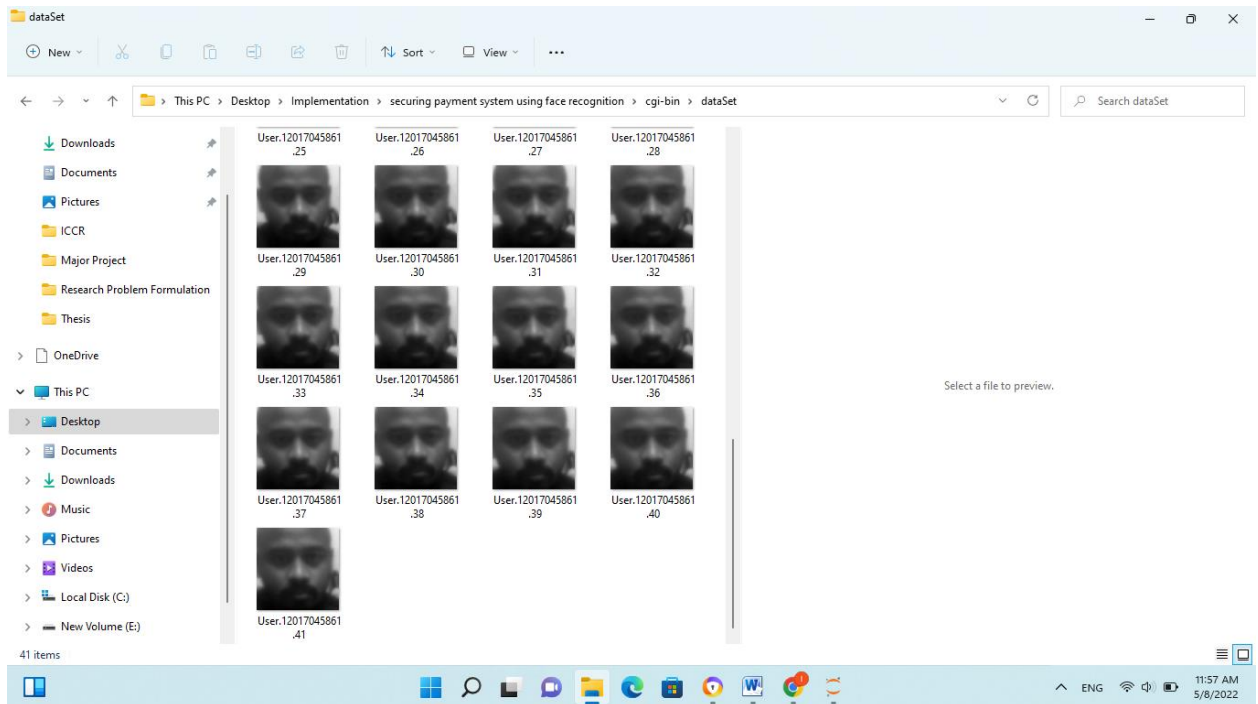 dataSet
New
Sort
View
This PC > Desktop > Implementation > securing payment system using face recognition > cgi-bin > dataSet
Search dataSet
Downloads
Documents
Pictures
ICCR
Major Project
Research Problem Formulation
Thesis
OneDrive
This PC
Desktop
Documents
Downloads
Music
Pictures
Videos
Local Disk (C:)
New Volume (E:)
User.12017045861
.25
User.12017045861
.26
User.12017045861
.27
User.12017045861
.28
User.12017045861
.29
User.12017045861
.30
User.12017045861
.31
User.12017045861
.32
User.12017045861
.33
User.12017045861
.34
User.12017045861
.35
User.12017045861
.36
User.12017045861
.37
User.12017045861
.38
User.12017045861
.39
User.12017045861
.40
User.12017045861
.41
Select a file to preview.
41 items
ENG
11:57 AM
5/8/2022